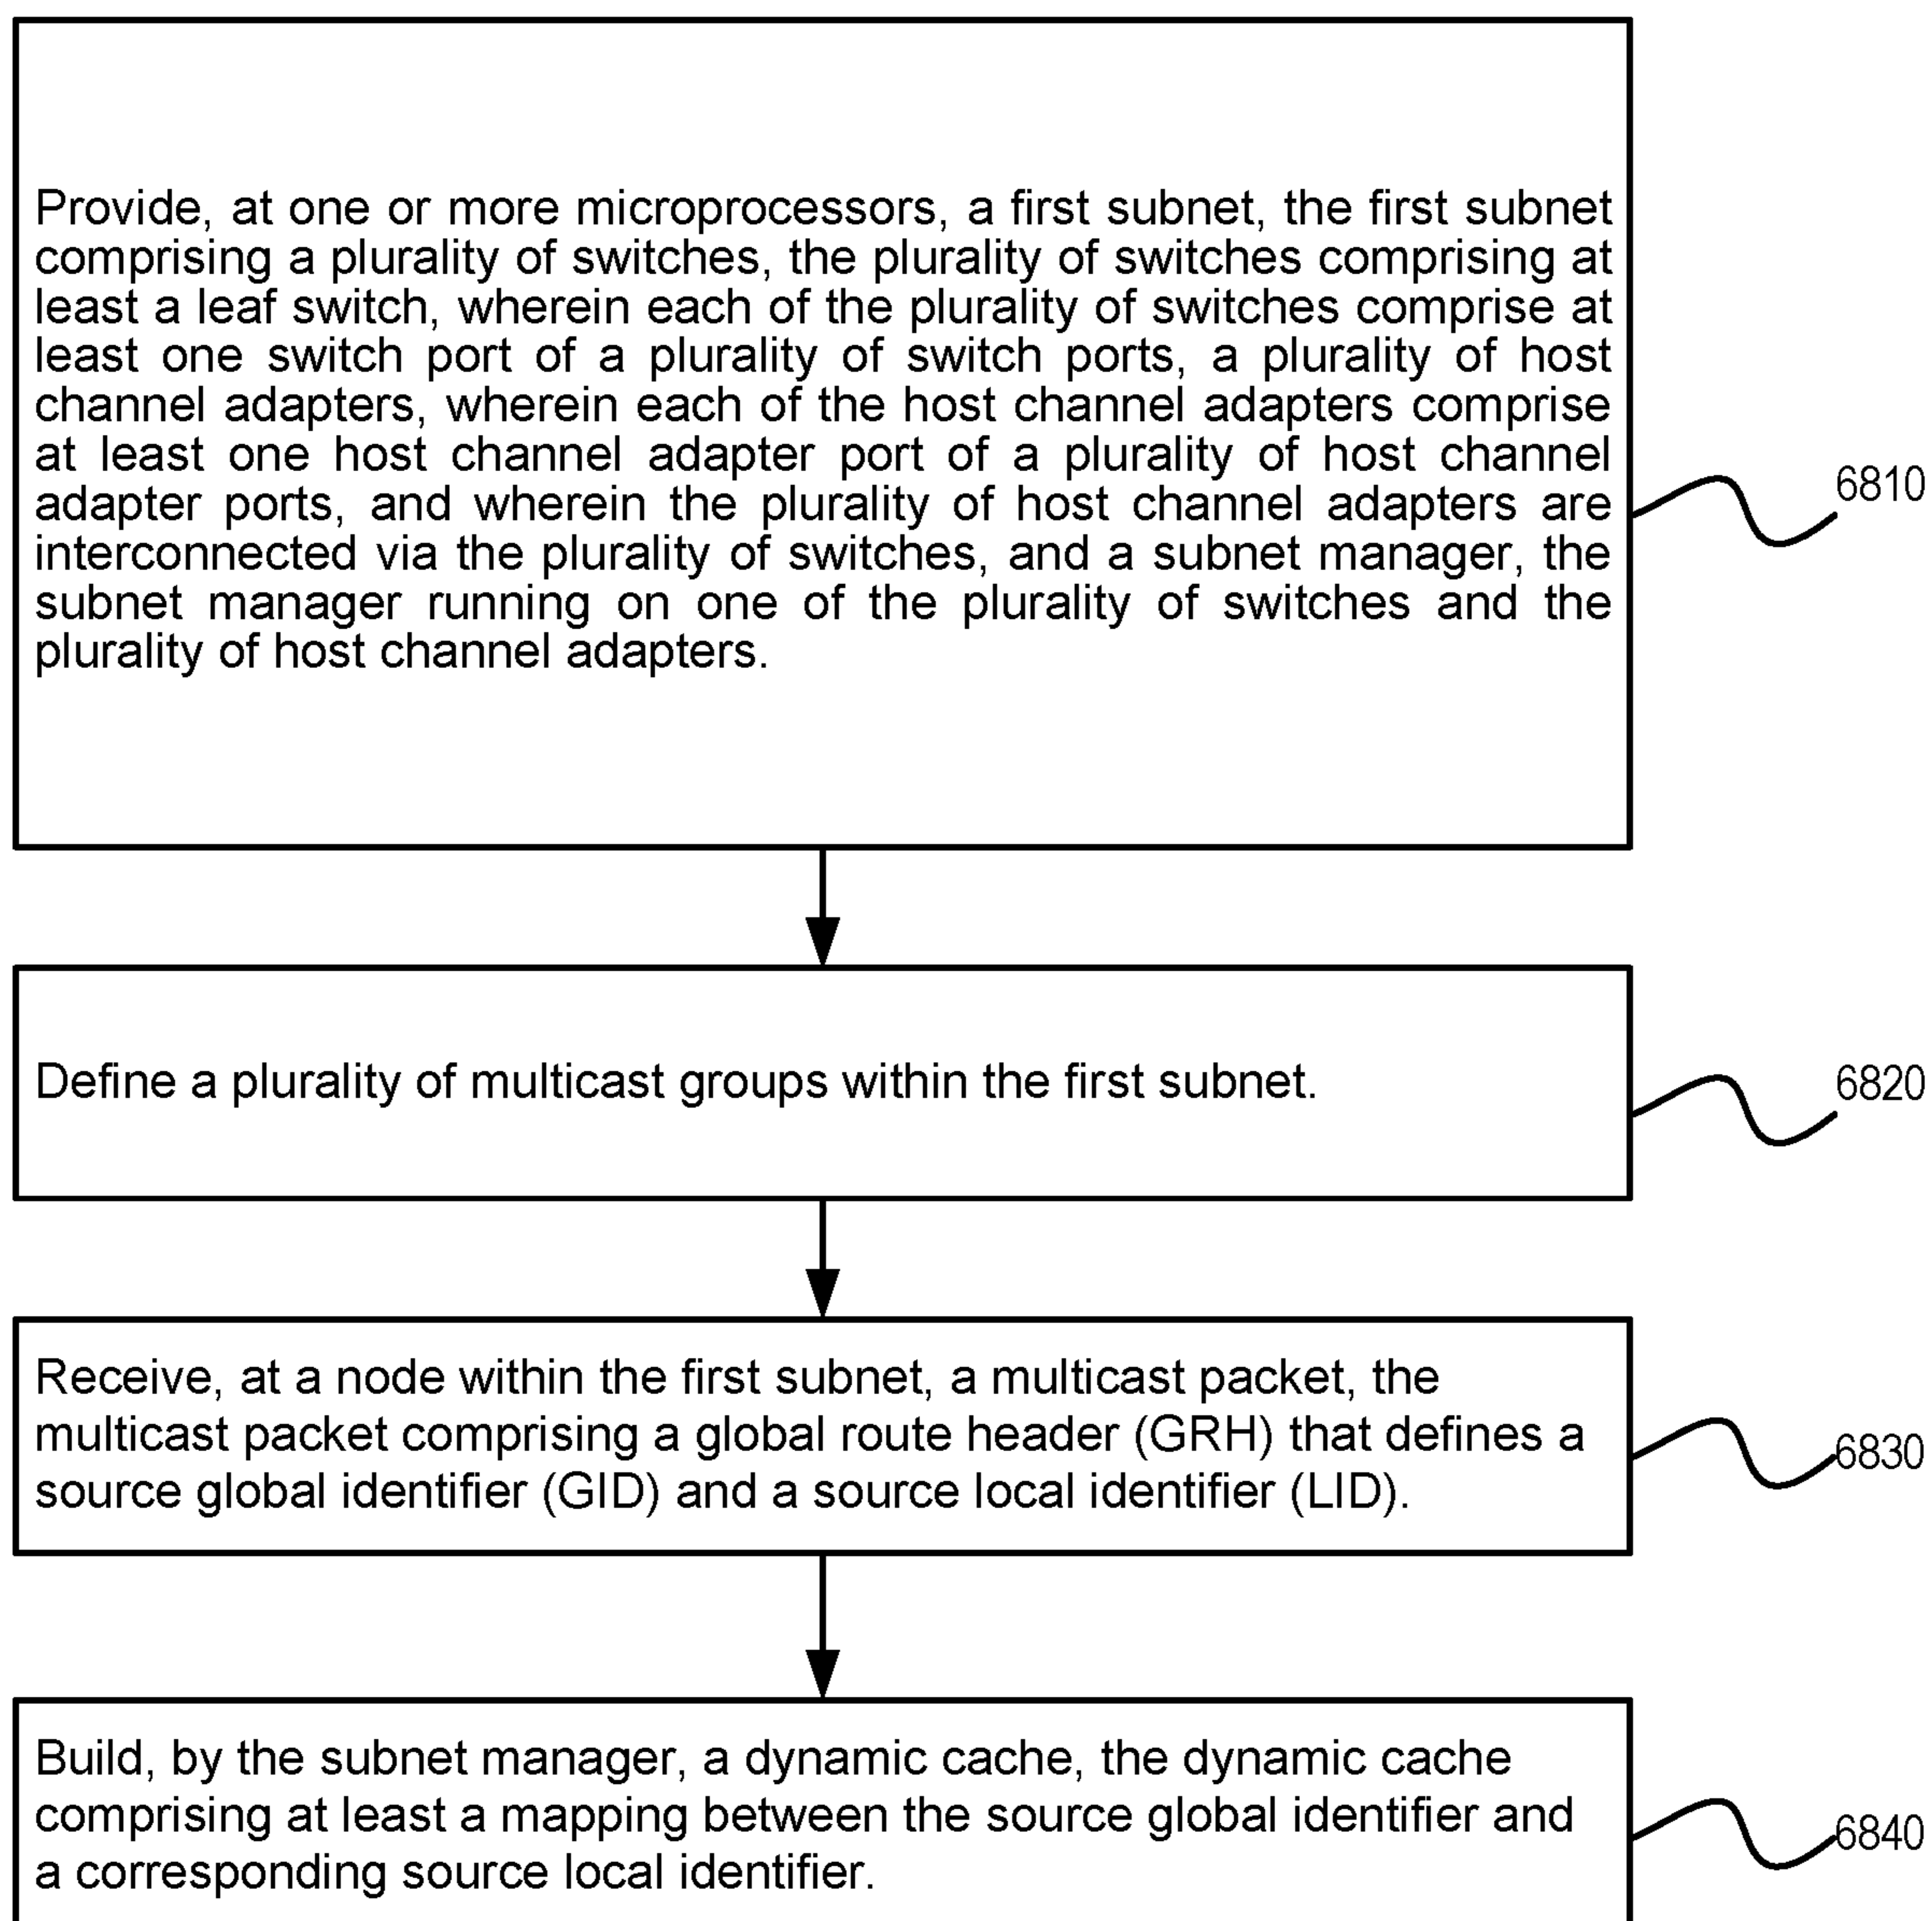 Provide, at one or more microprocessors, a first subnet, the first subnet
comprising a plurality of switches, the plurality of switches comprising at
least a leaf switch, wherein each of the plurality of switches comprise at
least one switch port of a plurality of switch ports, a plurality of host
channel adapters, wherein each of the host channel adapters comprise
at least one host channel adapter port of a plurality of host channel
adapter ports, and wherein the plurality of host channel adapters are
interconnected via the plurality of switches, and a subnet manager, the
subnet manager running on one of the plurality of switches and the
plurality of host channel adapters.
6810
Define a plurality of multicast groups within the first subnet.
6820
Receive, at a node within the first subnet, a multicast packet, the
multicast packet comprising a global route header (GRH) that defines a
source global identifier (GID) and a source local identifier (LID).
6830
Build, by the subnet manager, a dynamic cache, the dynamic cache
comprising at least a mapping between the source global identifier and
a corresponding source local identifier.
6840